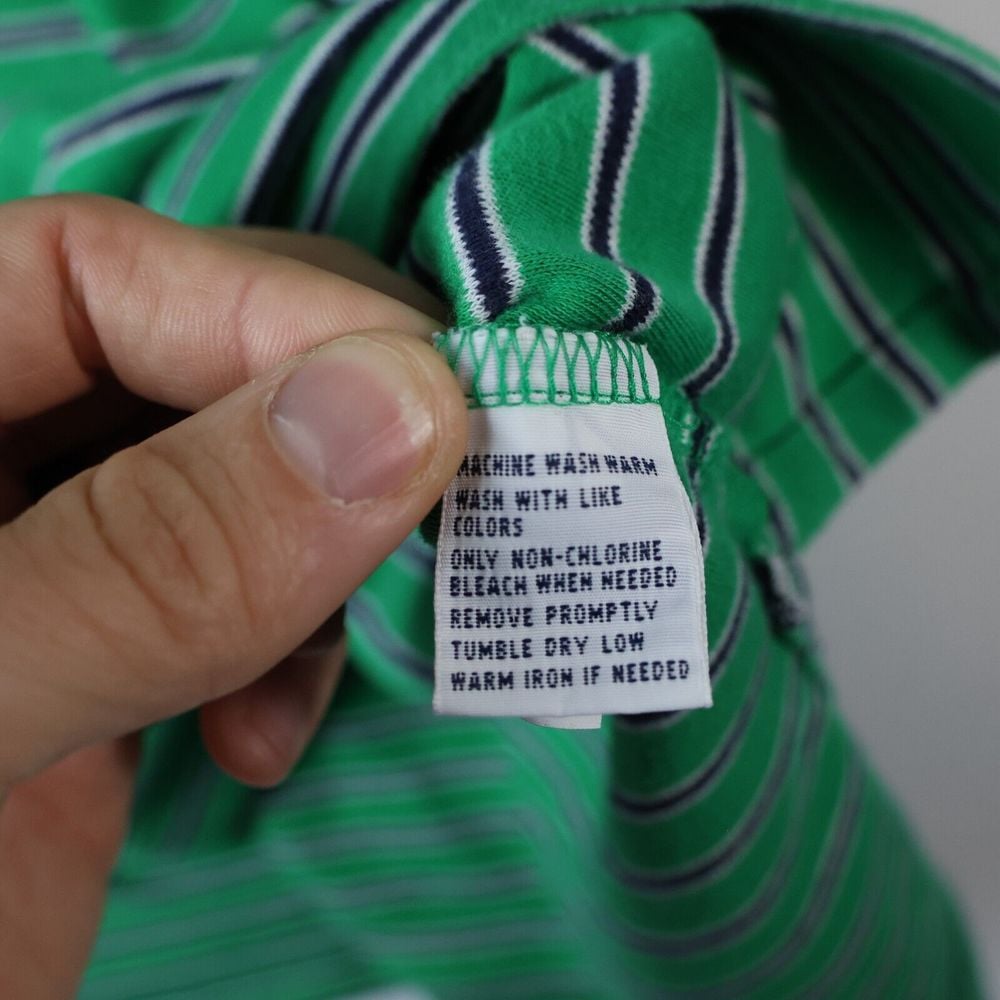 MACHINE WASH WARM
WASH WITH LIKE
COLORS
ONLY NON-CHLORINE
BLEACH WHEN NEEDED
REMOVE PROMPTLY
TUMBLE DRY LOW
WARM IRON IF NEEDED